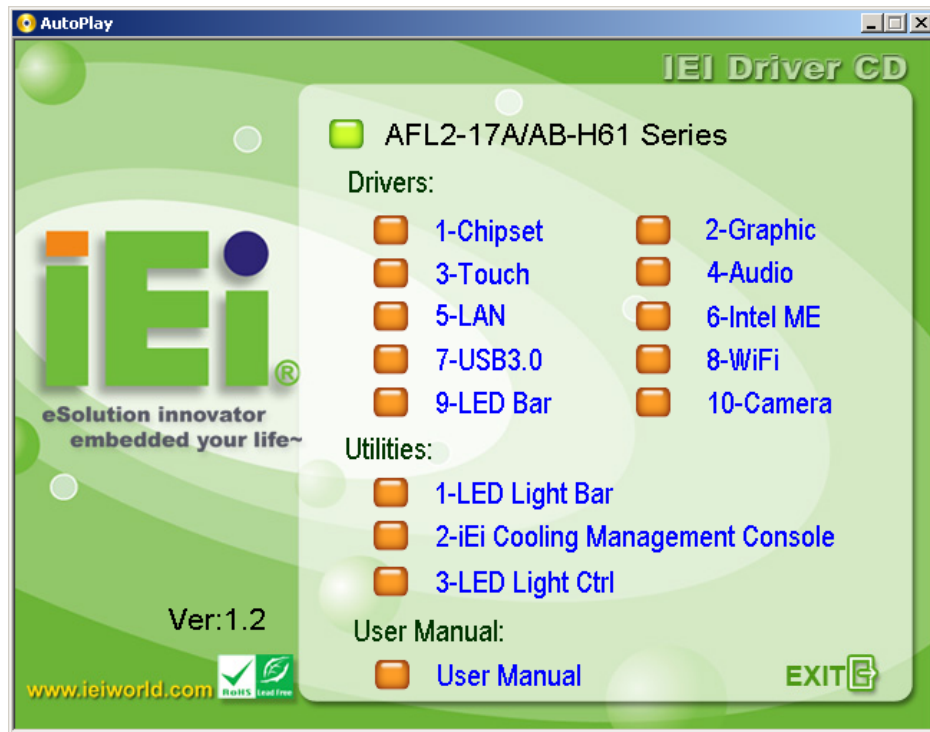 AutoPlay
IEI Driver CD
AFL2-17A/AB-H61 Series
Drivers:
1-Chipset
2-Graphic
3-Touch
4-Audio
5-LAN
6-Intel ME
7-USB3.0
8-WiFi
9-LED Bar
10-Camera
Utilities:
1-LED Light Bar
2-iEi Cooling Management Console
3-LED Light Ctrl
User Manual:
User Manual
EXIT
iEi®
eSolution innovator
embedded your life~
Ver:1.2
www.ieiworld.com
RoHS
Lead free